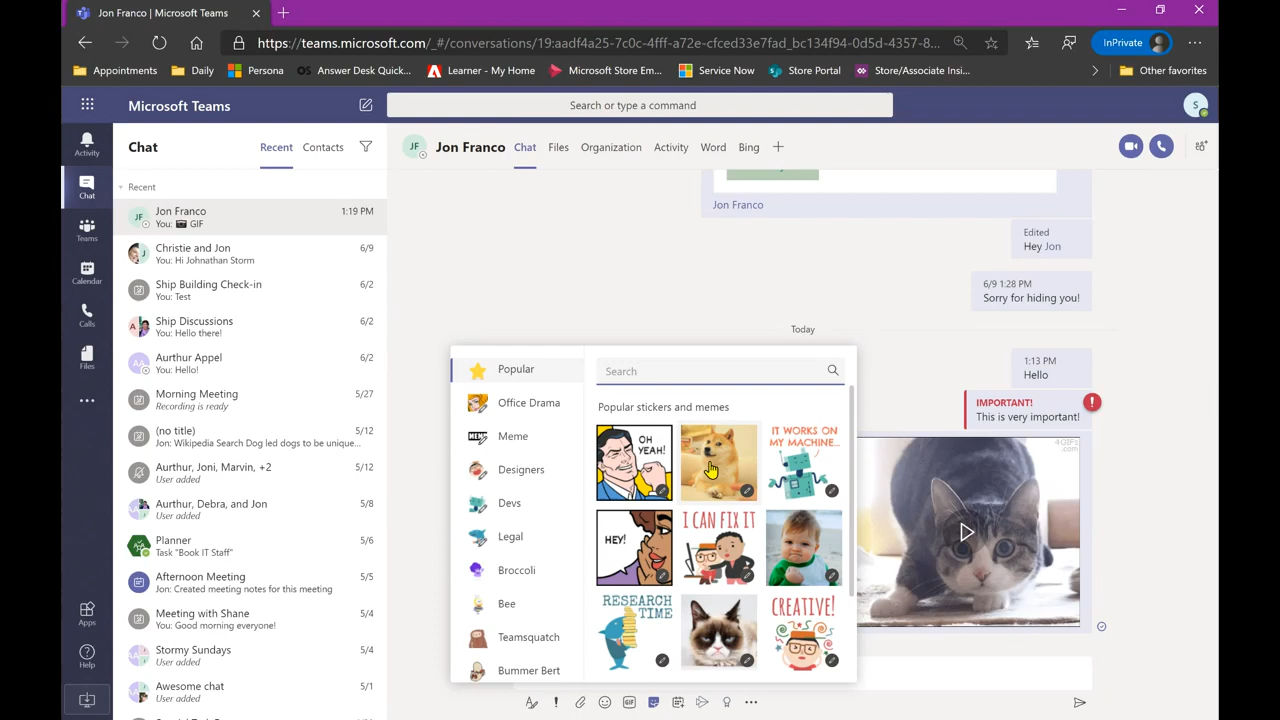 Jon Franco | Microsoft Teams
https://teams.microsoft.com/_#/conversations/19:aadf4a25-7c0c-4fff-a72e-cfced33e7fad_bc134f94-0d5d-4357-8...
InPrivate
Appointments
Daily
Persona
Answer Desk Quick...
Learner - My Home
Microsoft Store Em...
Service Now
Store Portal
Store/Associate Insi...
Other favorites
Microsoft Teams
Search or type a command
S
Activity
Chat
Teams
Calendar
Calls
Files
Apps
Help
Chat
Recent
Contacts
Recent
JF
Jon Franco
1:19 PM
You: GIF
Christie and Jon
6/9
You: Hi Johnathan Storm
Ship Building Check-in
6/2
You: Test
Ship Discussions
6/2
You: Hello there!
AA
Aurthur Appel
6/2
You: Hello!
Morning Meeting
5/27
Recording is ready
(no title)
5/12
Jon: Wikipedia Search Dog led dogs to be unique...
Aurthur, Joni, Marvin, +2
5/12
User added
Aurthur, Debra, and Jon
5/8
User added
Planner
5/6
Task "Book IT Staff"
Afternoon Meeting
5/5
Jon: Created meeting notes for this meeting
Meeting with Shane
5/4
You: Good morning everyone!
Stormy Sundays
5/4
User added
Awesome chat
5/1
User added
JF
Jon Franco
Chat
Files
Organization
Activity
Word
Bing
Jon Franco
Edited
Hey Jon
6/9 1:28 PM
Sorry for hiding you!
Today
1:13 PM
Hello
IMPORTANT!
This is very important!
4GIFs
.com
Popular
Office Drama
Meme
Designers
Devs
Legal
Broccoli
Bee
Teamsquatch
Bummer Bert
Search
Popular stickers and memes
OH
YEAH!
IT WORKS ON
MY MACHINE...
HEY!
I CAN FIX IT
RESEARCH
TIME
CREATIVE!
GIF